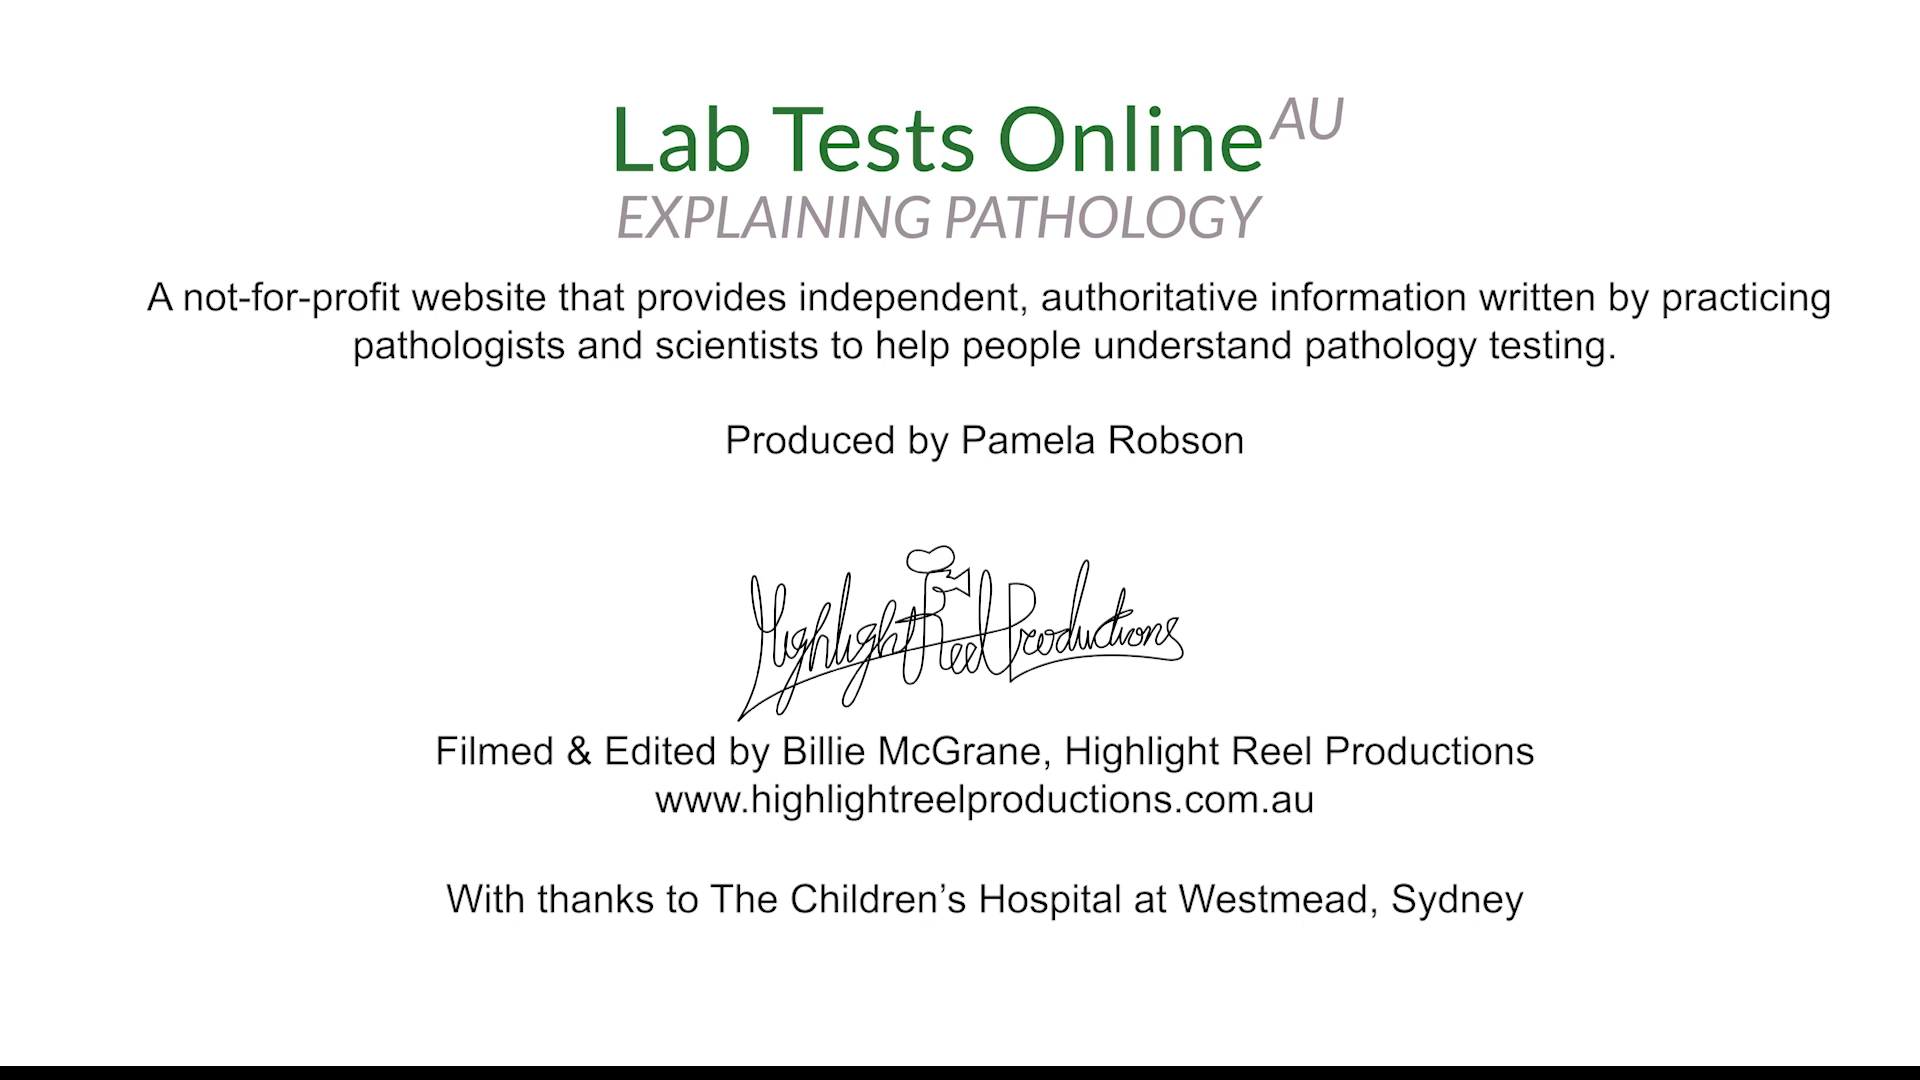 Lab Tests Online AU
EXPLAINING PATHOLOGY
A not-for-profit website that provides independent, authoritative information written by practicing
pathologists and scientists to help people understand pathology testing.
Produced by Pamela Robson
Highlight Reel Productions
Filmed & Edited by Billie McGrane, Highlight Reel Productions
www.highlightreelproductions.com.au
With thanks to The Children’s Hospital at Westmead, Sydney